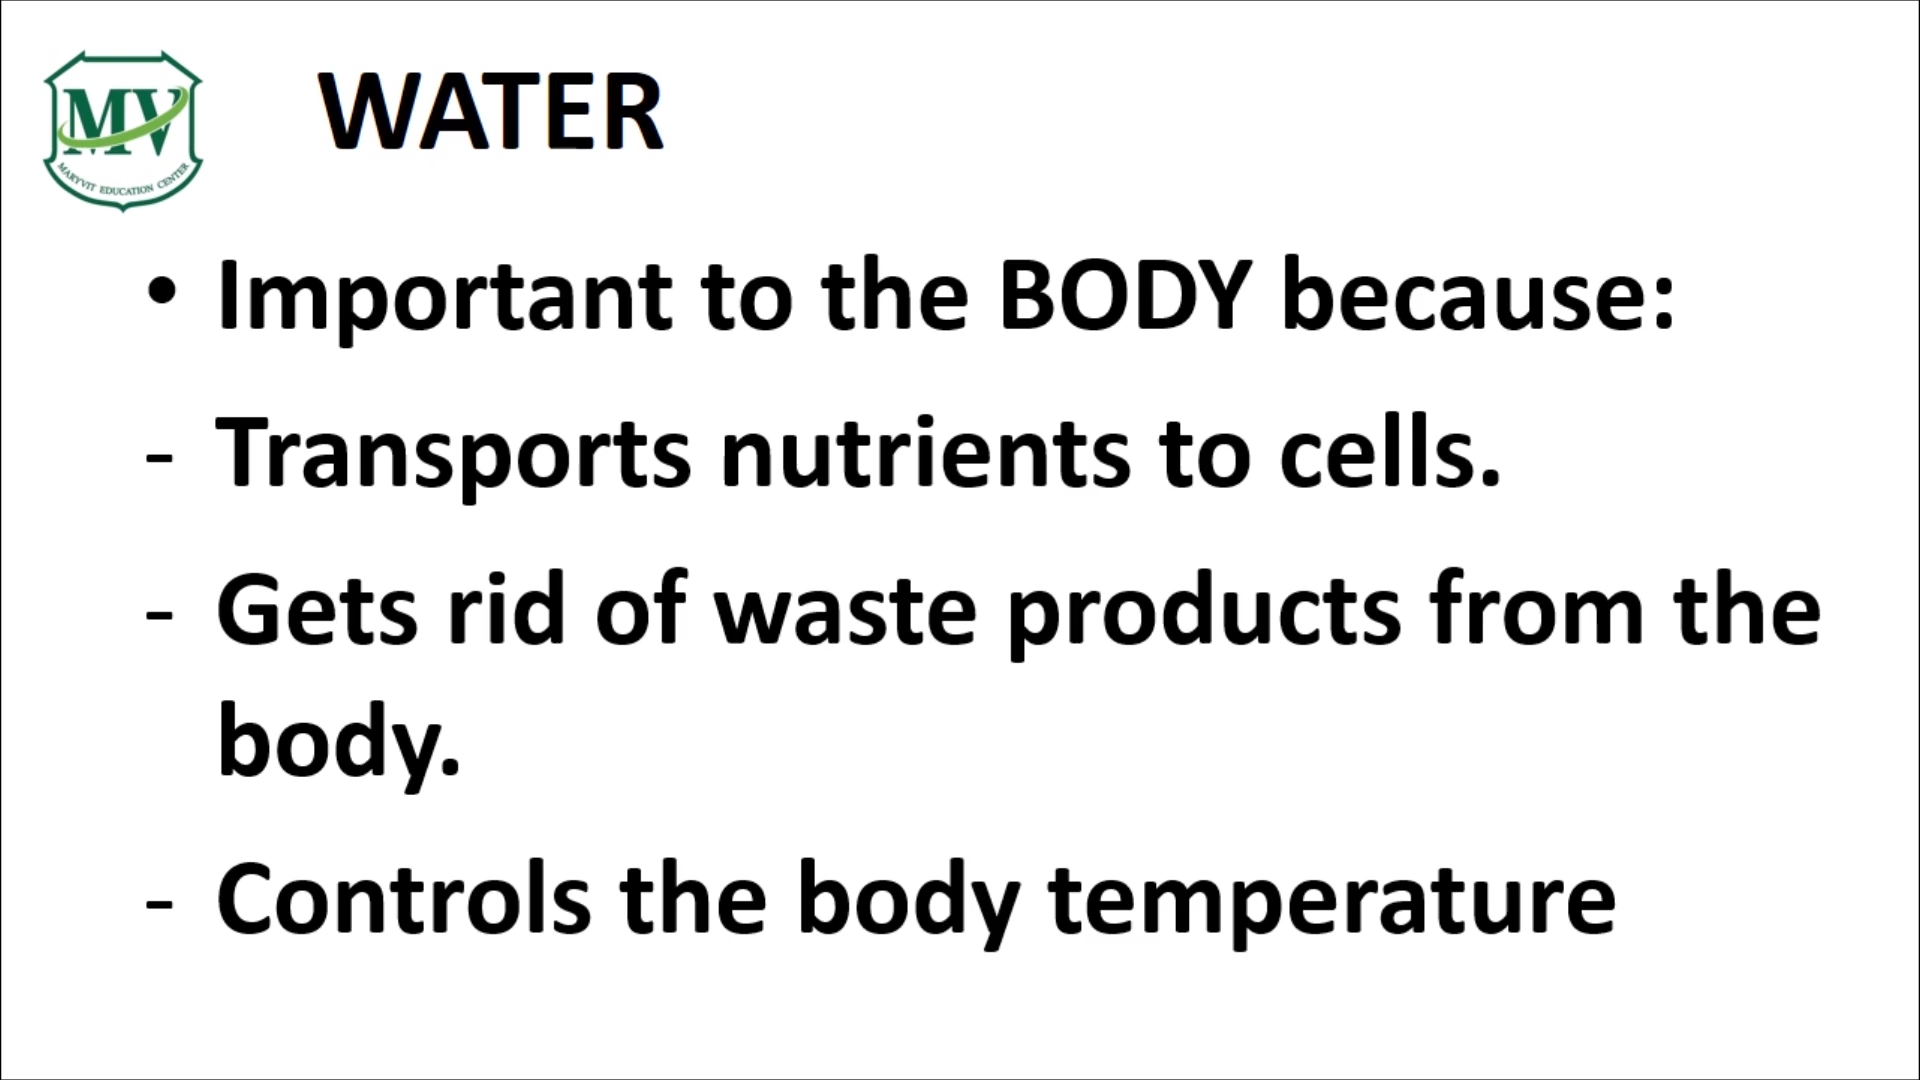 MV
MARYVIT EDUCATION CENTER
WATER
• Important to the BODY because:
- Transports nutrients to cells.
- Gets rid of waste products from the
body.
- Controls the body temperature